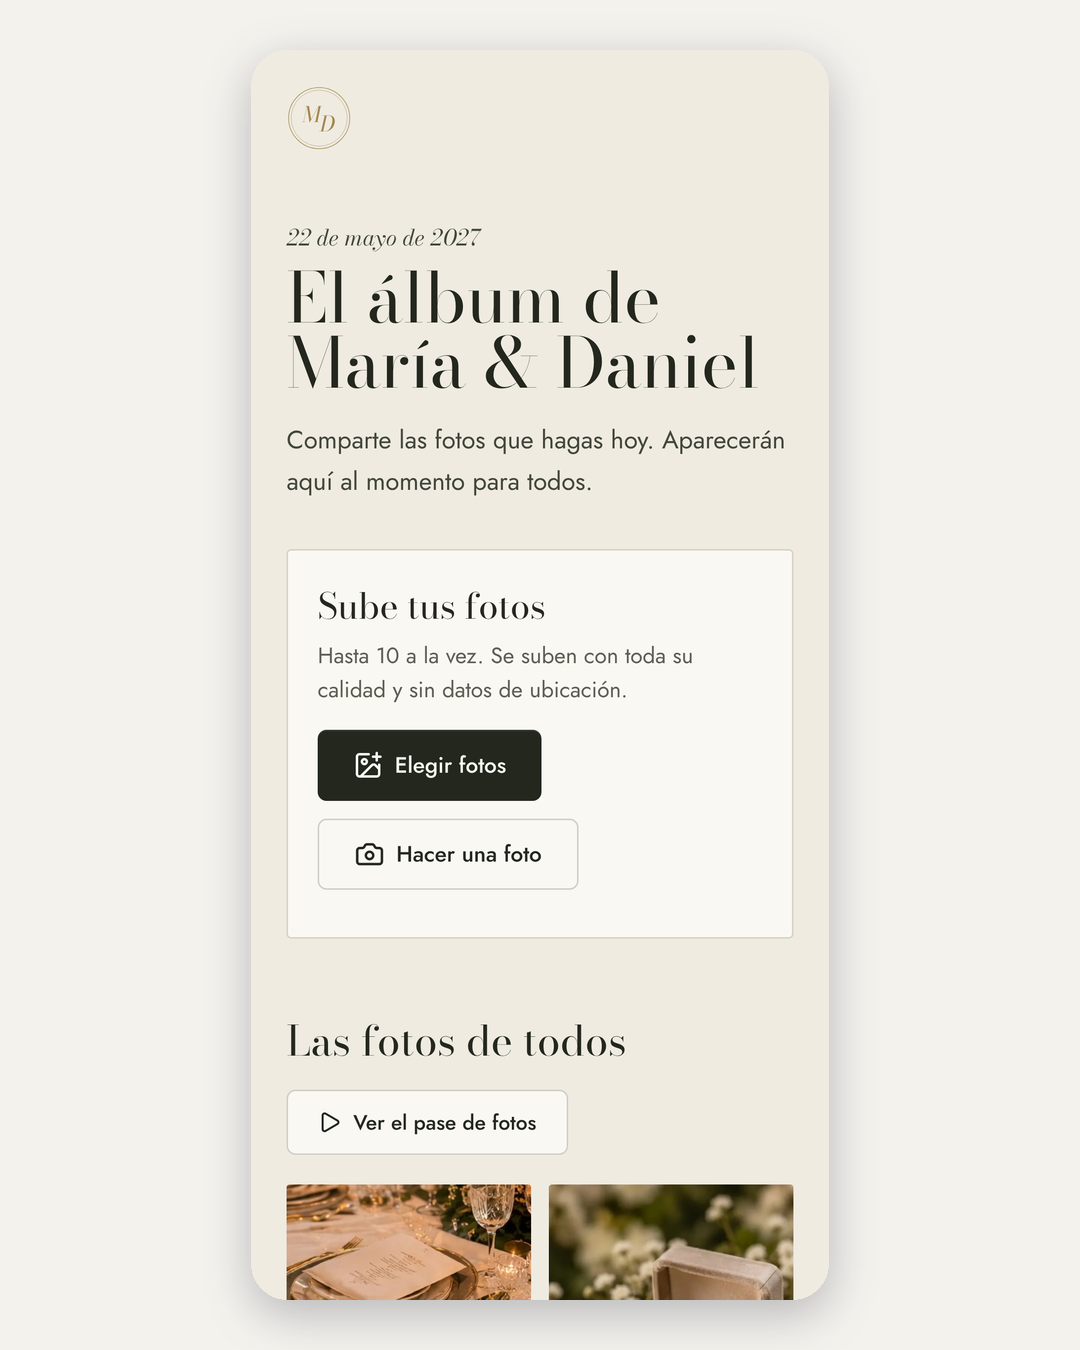 M
D
22 de mayo de 2027
El álbum de
María & Daniel
Comparte las fotos que hagas hoy. Aparecerán
aquí al momento para todos.
Sube tus fotos
Hasta 10 a la vez. Se suben con toda su
calidad y sin datos de ubicación.
Elegir fotos
Hacer una foto
Las fotos de todos
Ver el pase de fotos